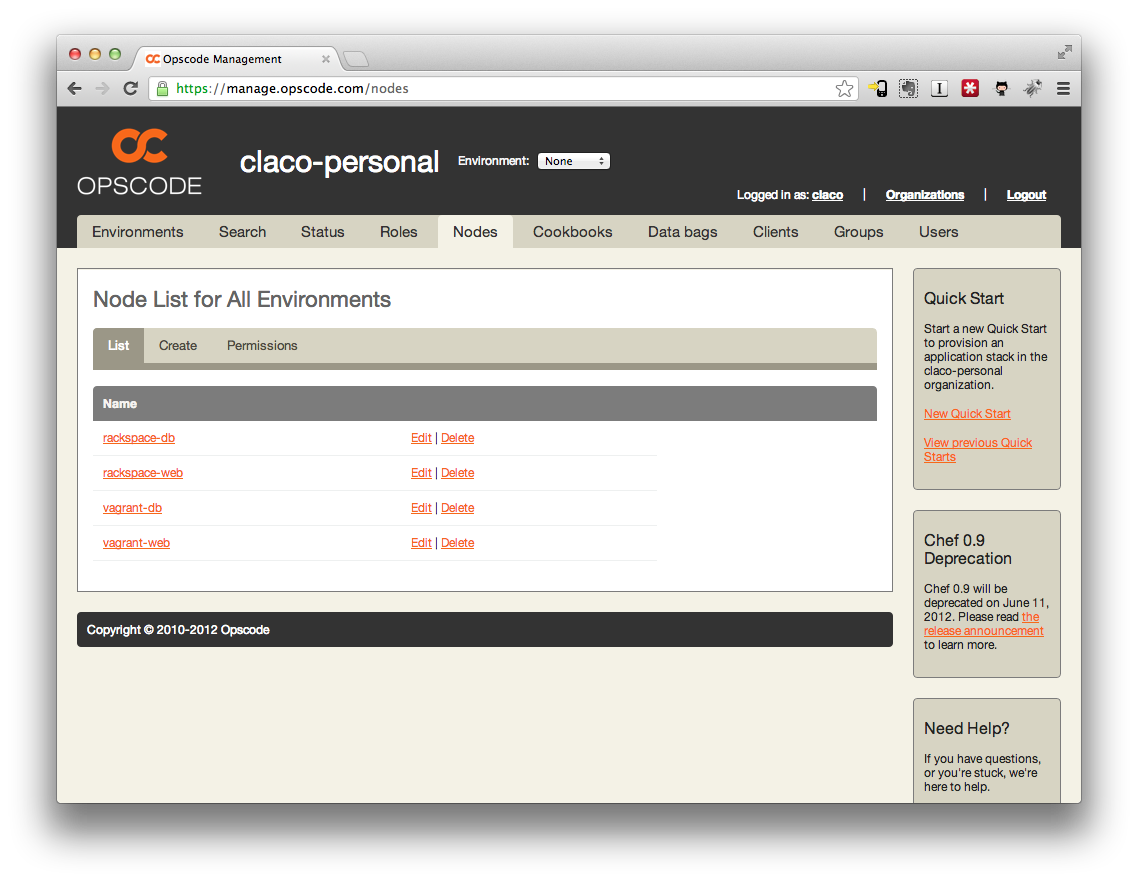 Opscode Management
https://manage.opscode.com/nodes
OPSCODE
claco-personal
Environment: None
Logged in as: claco | Organizations | Logout
Environments Search Status Roles Nodes Cookbooks Data bags Clients Groups Users
Node List for All Environments
List Create Permissions
Name
rackspace-db Edit | Delete
rackspace-web Edit | Delete
vagrant-db Edit | Delete
vagrant-web Edit | Delete
Copyright © 2010-2012 Opscode
Quick Start
Start a new Quick Start
to provision an
application stack in the
claco-personal
organization.
New Quick Start
View previous Quick
Starts
Chef 0.9
Deprecation
Chef 0.9 will be
deprecated on June 11,
2012. Please read the
release announcement
to learn more.
Need Help?
If you have questions,
or you're stuck, we're
here to help.